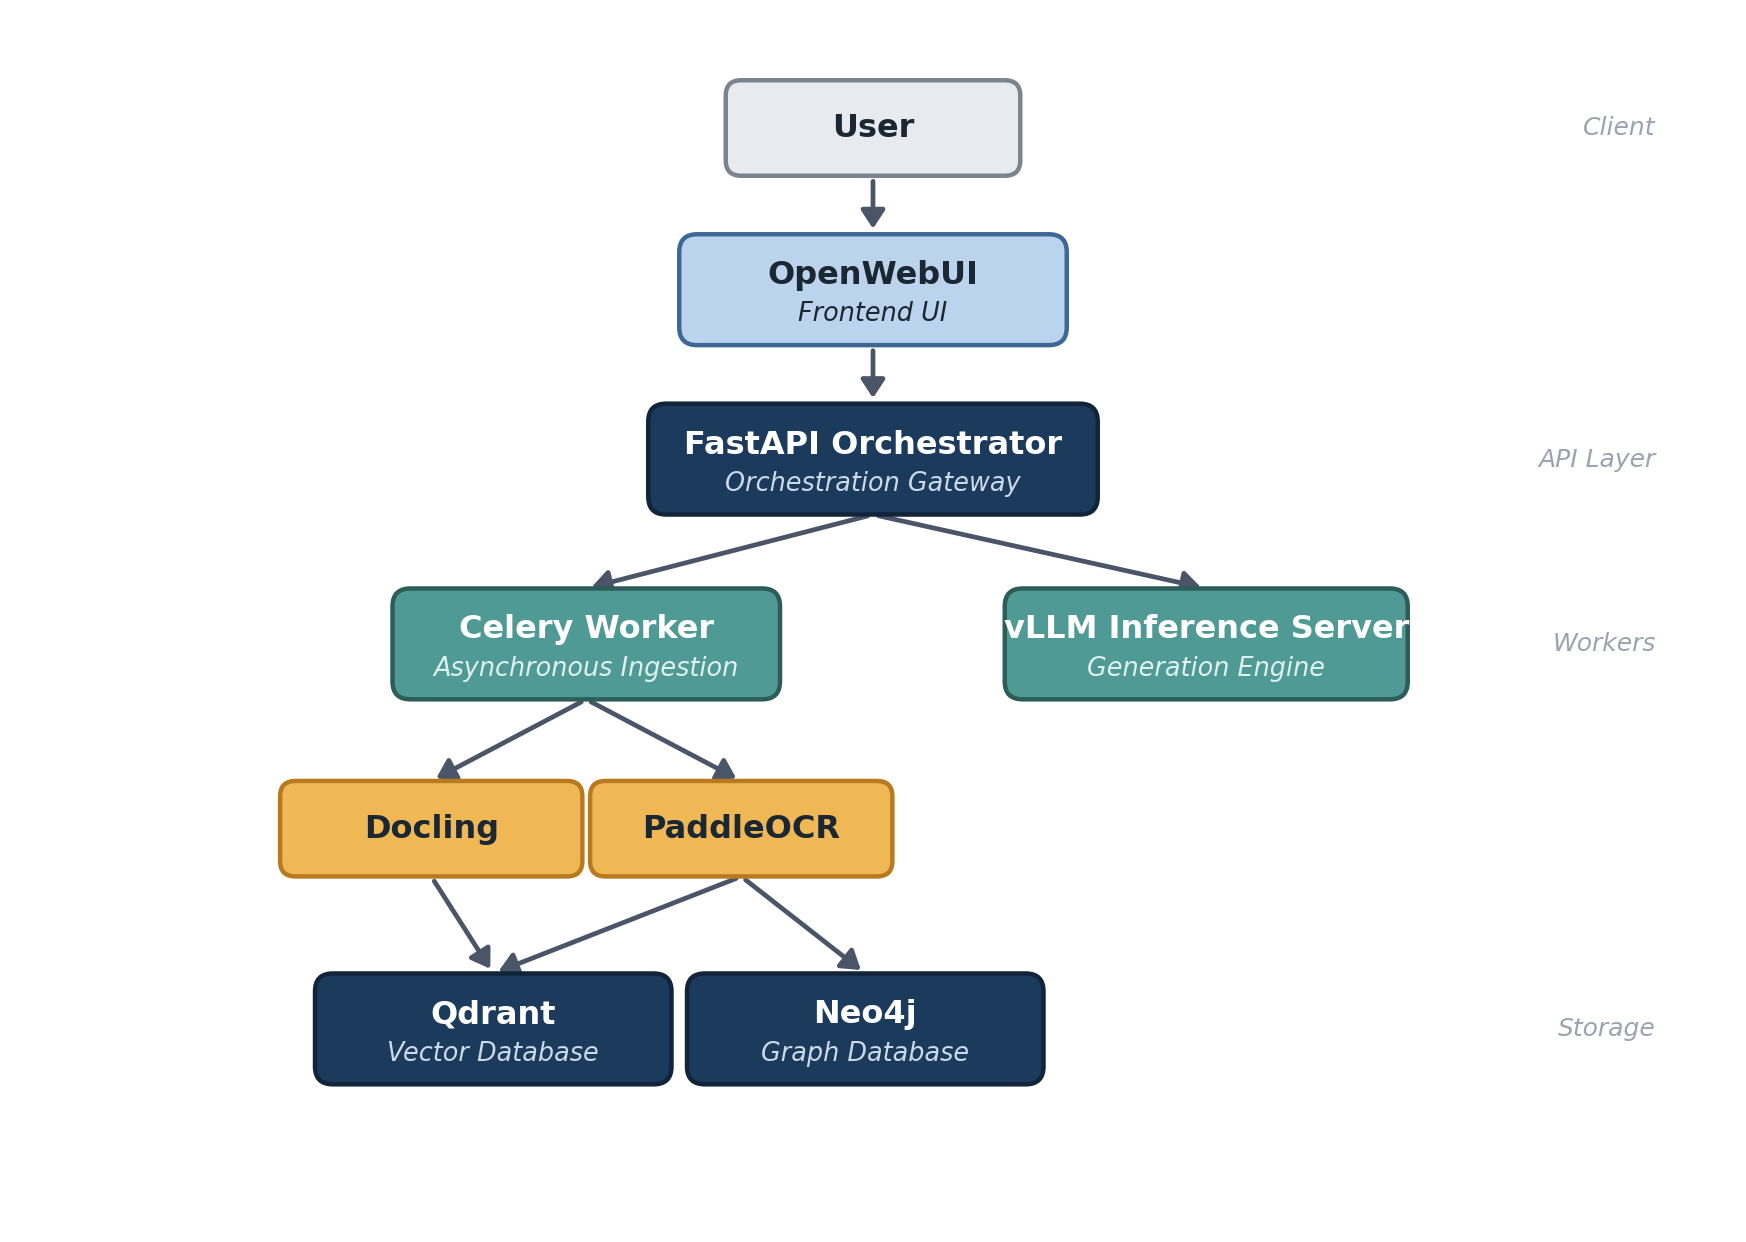 User
Client
OpenWebUI
Frontend UI
FastAPI Orchestrator
Orchestration Gateway
API Layer
Celery Worker
Asynchronous Ingestion
vLLM Inference Server
Generation Engine
Workers
Docling
PaddleOCR
Qdrant
Vector Database
Neo4j
Graph Database
Storage